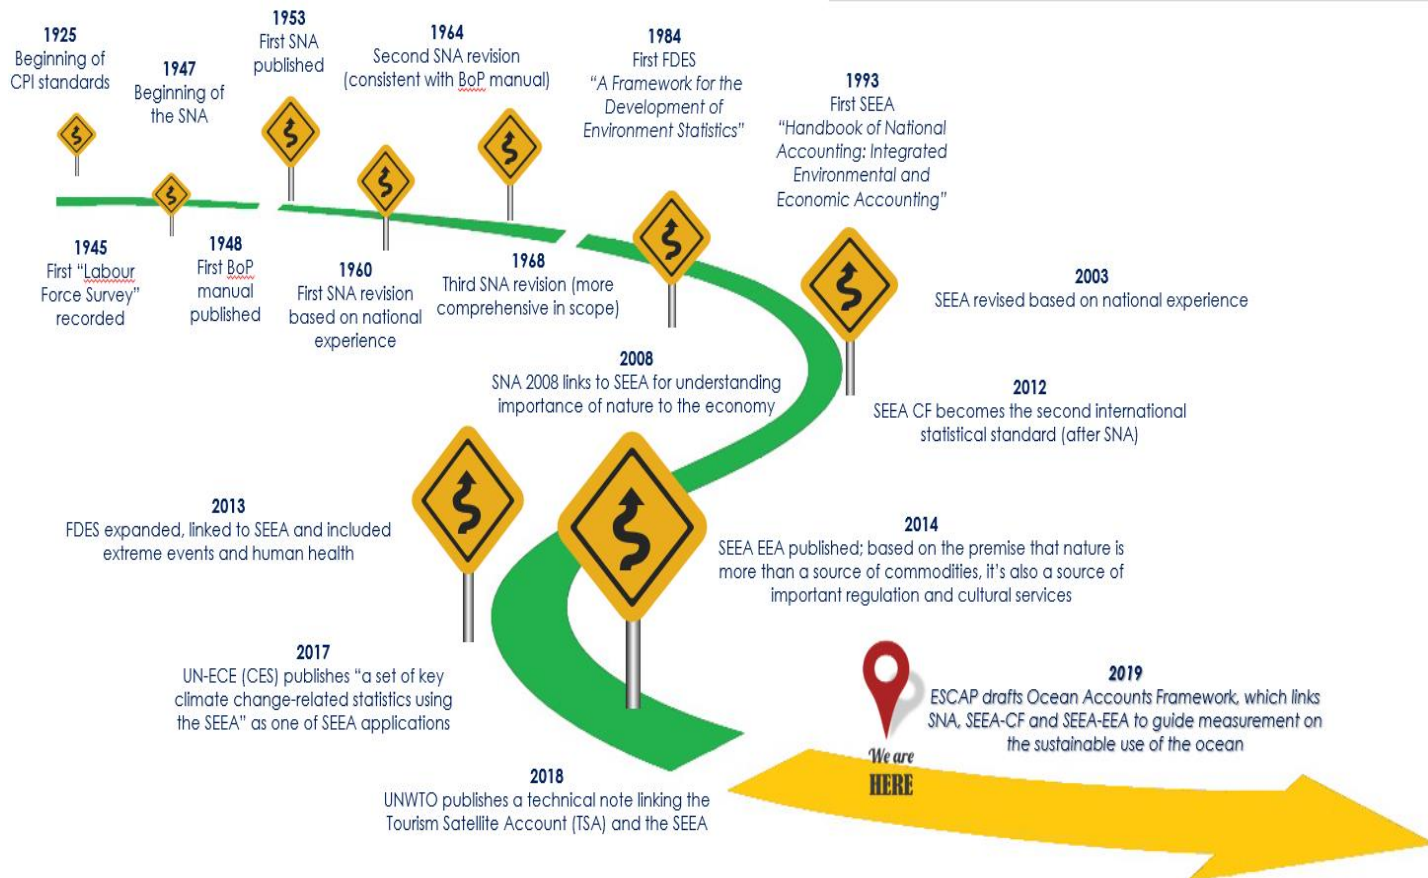 1925
Beginning of
CPI standards
1947
Beginning of
the SNA
1953
First SNA
published
1964
Second SNA revision
(consistent with BoP manual)
1984
First FDES
“A Framework for the
Development of
Environment Statistics”
1993
First SEEA
“Handbook of National
Accounting: Integrated
Environmental and
Economic Accounting”
1945
First “Labour
Force Survey”
recorded
1948
First BoP
manual
published
1960
First SNA revision
based on national
experience
1968
Third SNA revision (more
comprehensive in scope)
2003
SEEA revised based on national experience
2008
SNA 2008 links to SEEA for understanding
importance of nature to the economy
2012
SEEA CF becomes the second international
statistical standard (after SNA)
2013
FDES expanded, linked to SEEA and included
extreme events and human health
2014
SEEA EEA published; based on the premise that nature is
more than a source of commodities, it’s also a source of
important regulation and cultural services
2017
UN-ECE (CES) publishes “a set of key
climate change-related statistics using
the SEEA” as one of SEEA applications
2019
ESCAP drafts Ocean Accounts Framework, which links
SNA, SEEA-CF and SEEA-EEA to guide measurement on
the sustainable use of the ocean
We are
HERE
2018
UNWTO publishes a technical note linking the
Tourism Satellite Account (TSA) and the SEEA